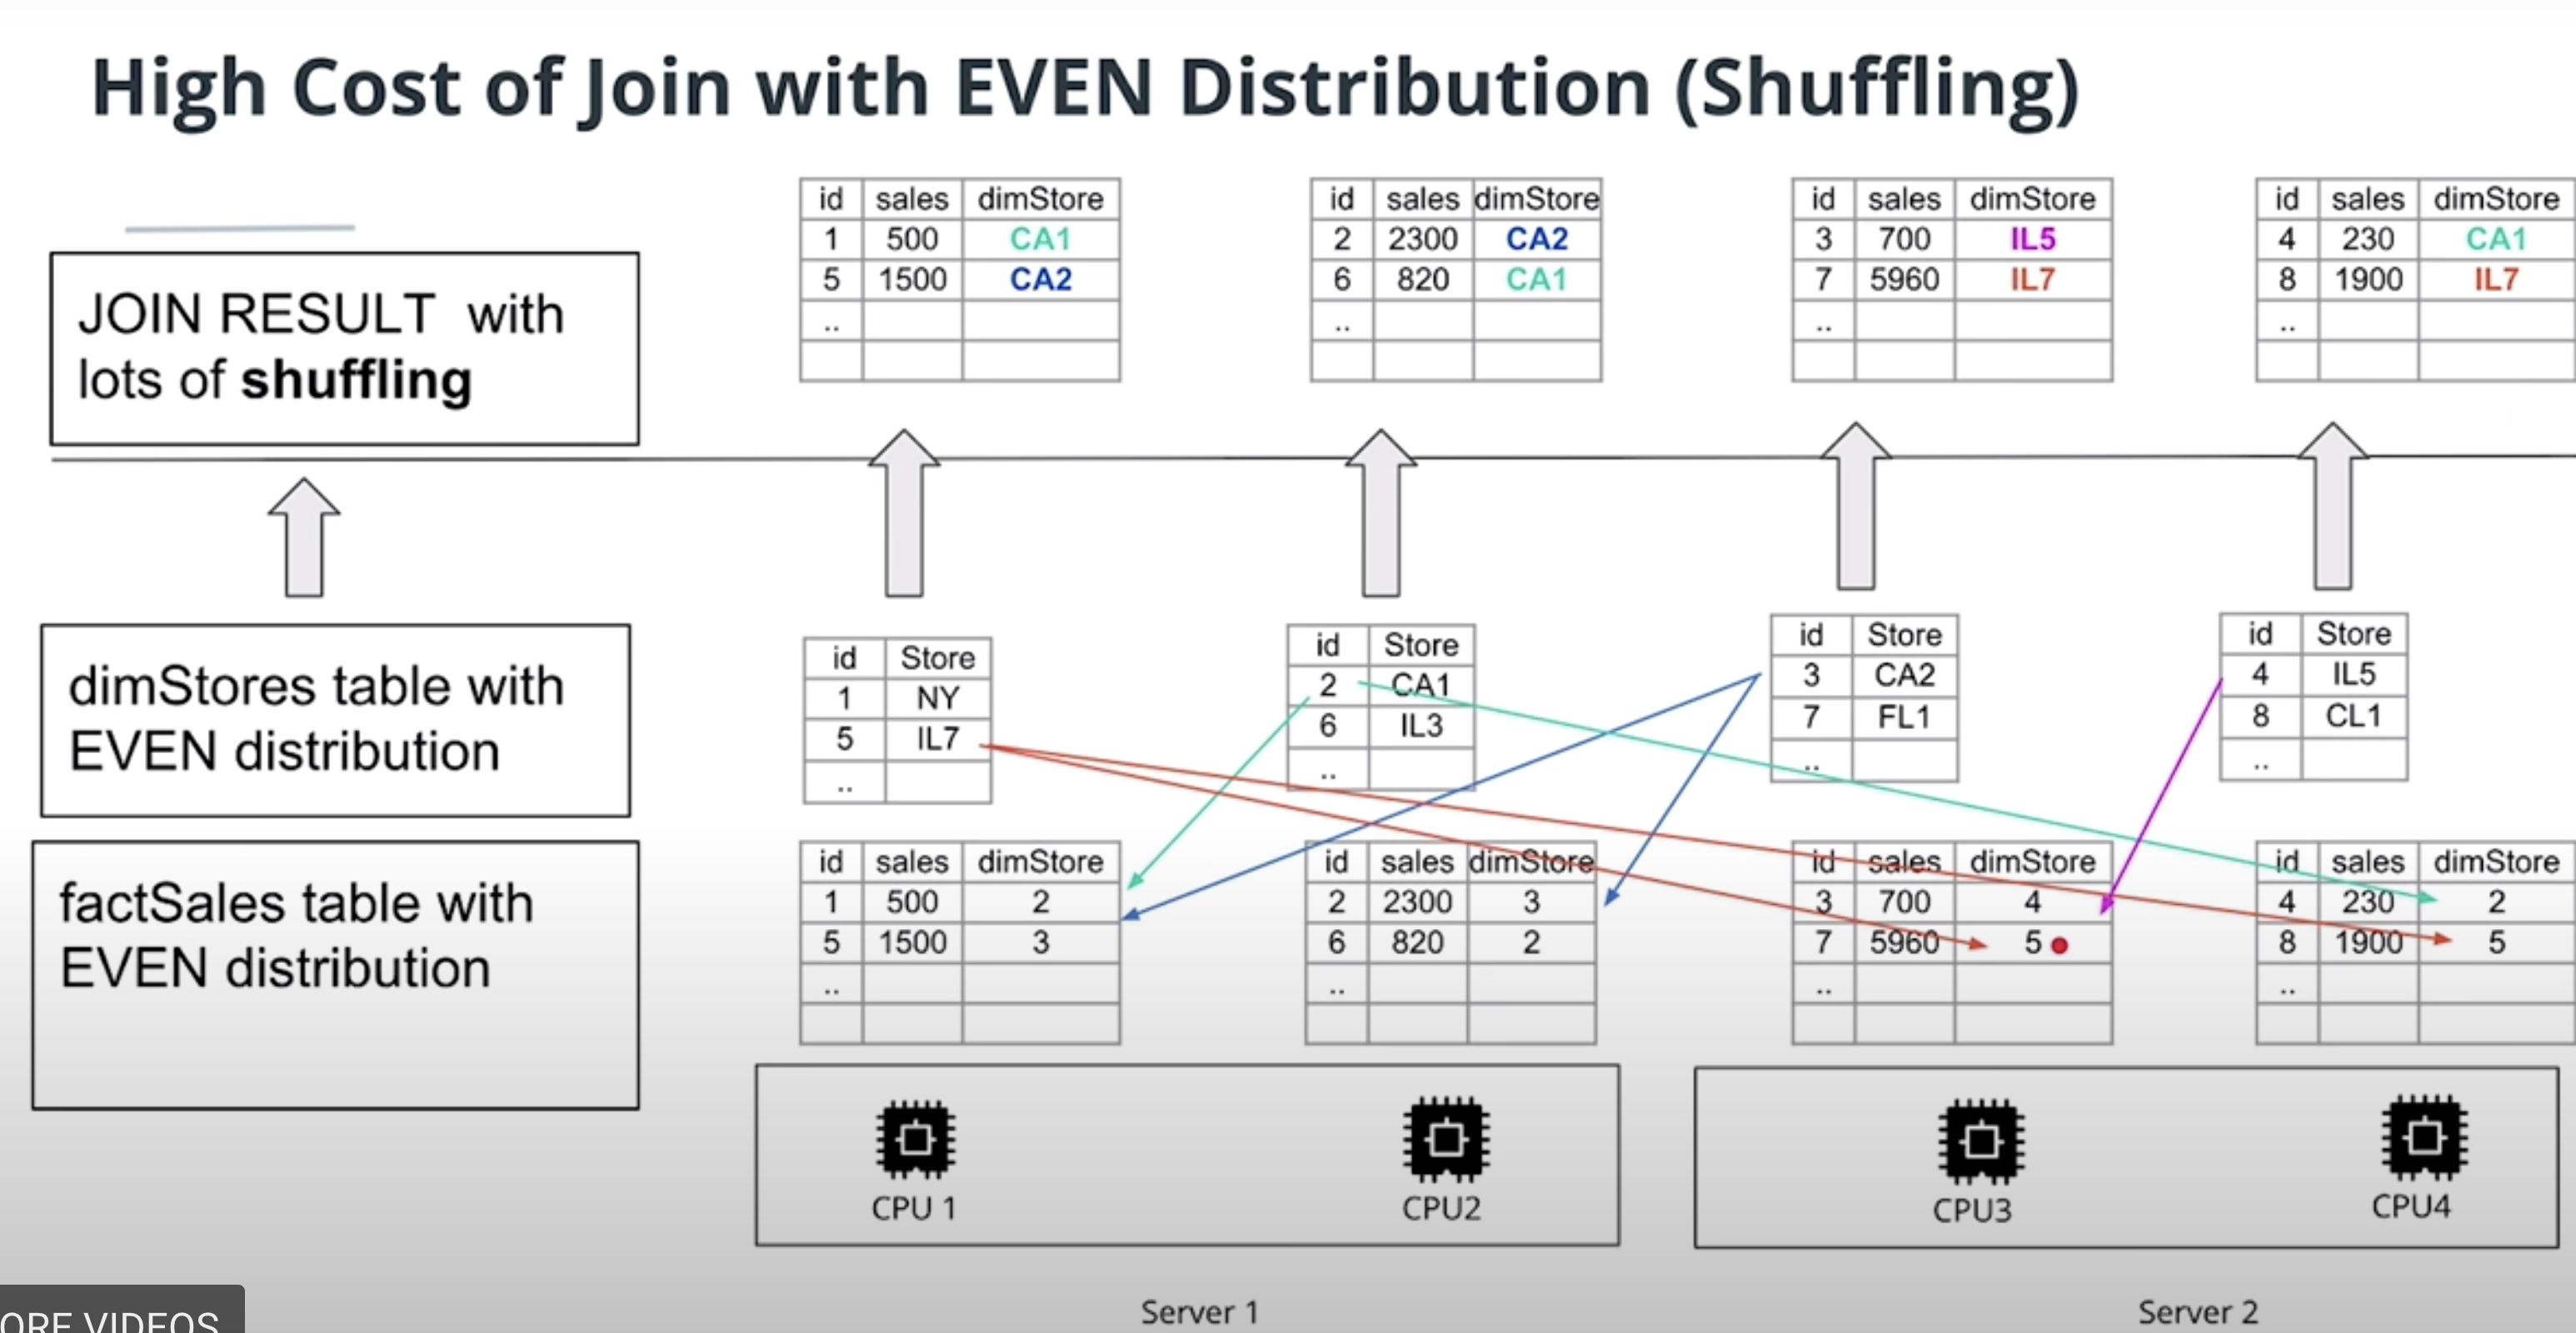 High Cost of Join with EVEN Distribution (Shuffling)
id sales dimStore
1 500 CA1
5 1500 CA2
..
id sales dimStore
2 2300 CA2
6 820 CA1
..
id sales dimStore
3 700 IL5
7 5960 IL7
..
id sales dimStore
4 230 CA1
8 1900 IL7
..
JOIN RESULT with
lots of shuffling
dimStores table with
EVEN distribution
id Store
1 NY
5 IL7
..
id Store
2 CA1
6 IL3
..
id Store
3 CA2
7 FL1
..
id Store
4 IL5
8 CL1
..
factSales table with
EVEN distribution
id sales dimStore
1 500 2
5 1500 3
..
id sales dimStore
2 2300 3
6 820 2
..
id sales dimStore
3 700 4
7 5960 5
..
id sales dimStore
4 230 2
8 1900 5
..
CPU 1
CPU2
CPU3
CPU4
Server 1
Server 2
ORE VIDEOS